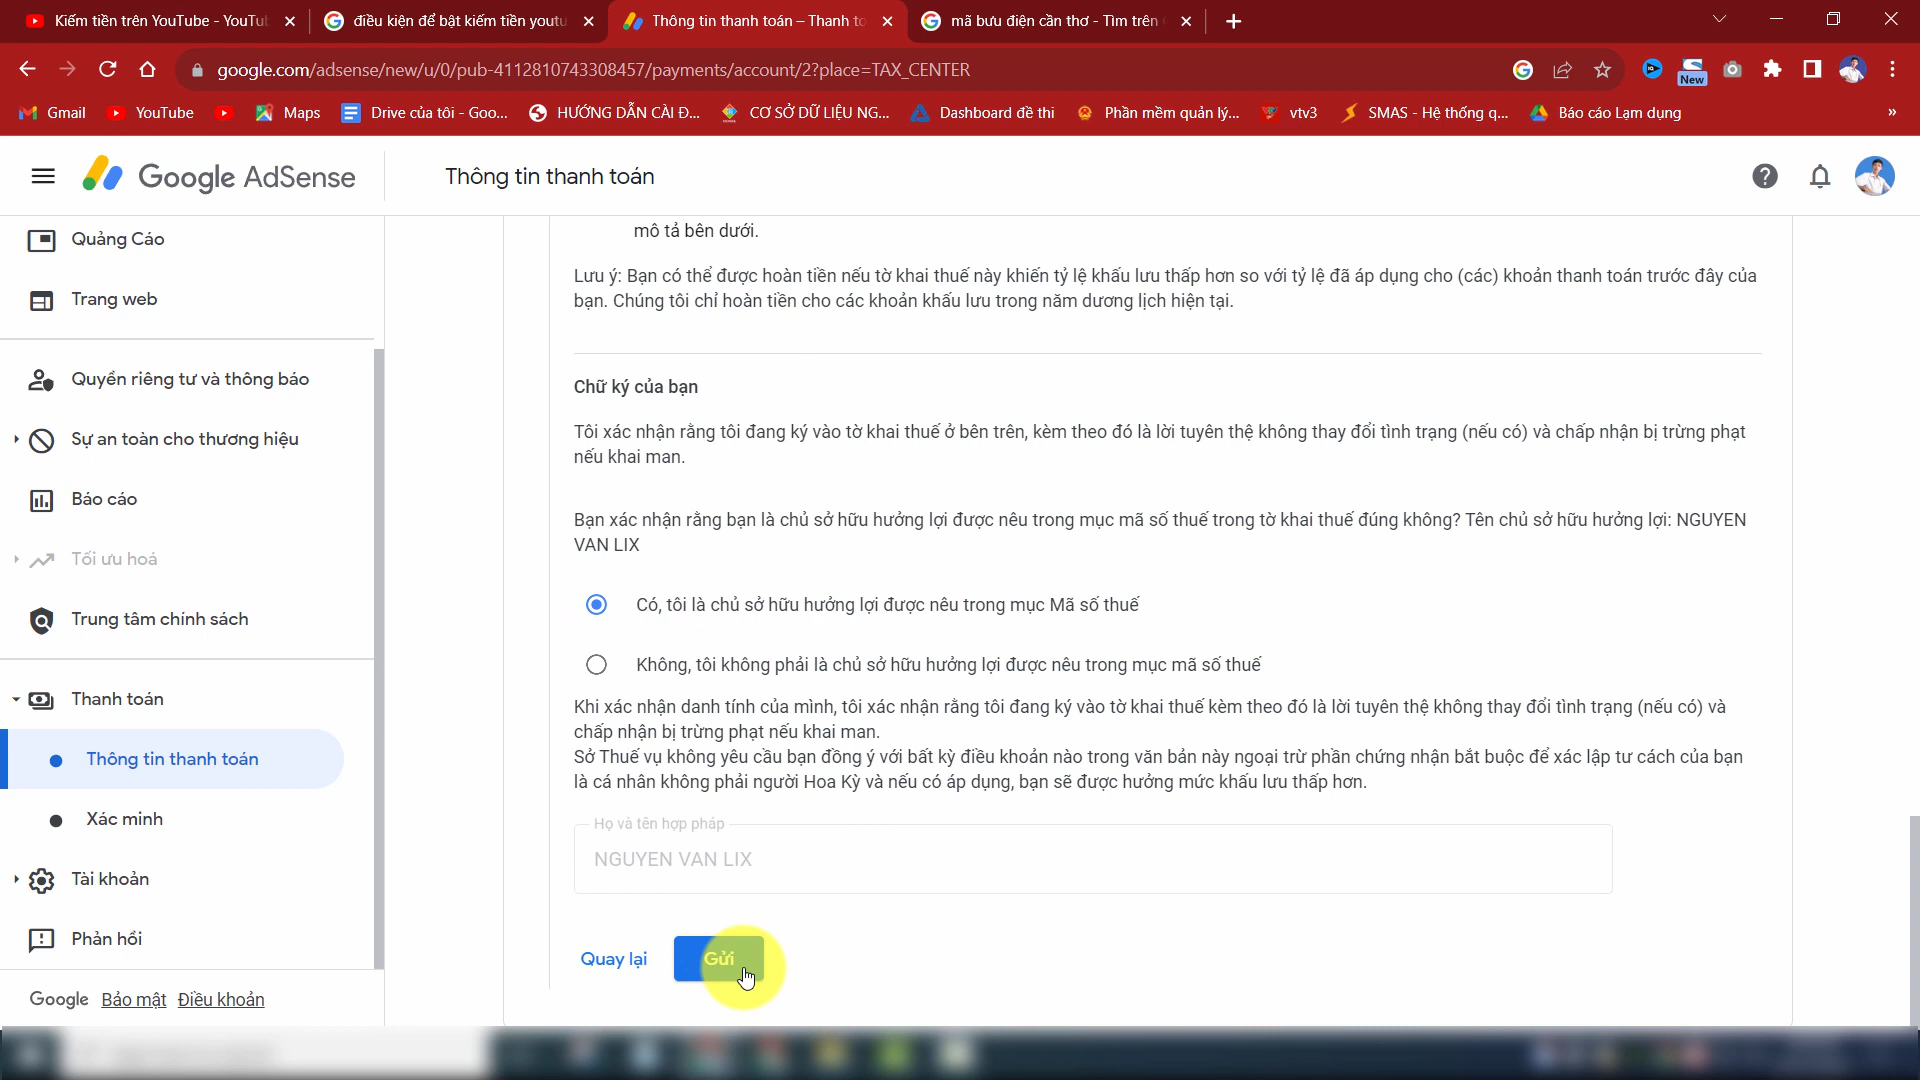 Kiếm tiền trên YouTube - YouTu
điều kiện để bật kiếm tiền youtu
Thông tin thanh toán – Thanh to
mã bưu điện cần thơ - Tìm trên
google.com/adsense/new/u/0/pub-4112810743308457/payments/account/2?place=TAX_CENTER
New
Gmail
YouTube
Maps
Drive của tôi - Goo...
HƯỚNG DẪN CÀI Đ...
CƠ SỞ DỮ LIỆU NG...
Dashboard đề thi
Phần mềm quản lý...
vtv3
SMAS - Hệ thống q...
Báo cáo Lạm dụng
»
Google AdSense
Thông tin thanh toán
Quảng Cáo
Trang web
Quyền riêng tư và thông báo
Sự an toàn cho thương hiệu
Báo cáo
Tối ưu hoá
Trung tâm chính sách
Thanh toán
Thông tin thanh toán
Xác minh
Tài khoản
Phản hồi
Google Bảo mật Điều khoản
mô tả bên dưới.
Lưu ý: Bạn có thể được hoàn tiền nếu tờ khai thuế này khiến tỷ lệ khấu lưu thấp hơn so với tỷ lệ đã áp dụng cho (các) khoản thanh toán trước đây của
bạn. Chúng tôi chỉ hoàn tiền cho các khoản khấu lưu trong năm dương lịch hiện tại.
Chữ ký của bạn
Tôi xác nhận rằng tôi đang ký vào tờ khai thuế ở bên trên, kèm theo đó là lời tuyên thệ không thay đổi tình trạng (nếu có) và chấp nhận bị trừng phạt
nếu khai man.
Bạn xác nhận rằng bạn là chủ sở hữu hưởng lợi được nêu trong mục mã số thuế trong tờ khai thuế đúng không? Tên chủ sở hữu hưởng lợi: NGUYEN
VAN LIX
Có, tôi là chủ sở hữu hưởng lợi được nêu trong mục Mã số thuế
Không, tôi không phải là chủ sở hữu hưởng lợi được nêu trong mục mã số thuế
Khi xác nhận danh tính của mình, tôi xác nhận rằng tôi đang ký vào tờ khai thuế kèm theo đó là lời tuyên thệ không thay đổi tình trạng (nếu có) và
chấp nhận bị trừng phạt nếu khai man.
Sở Thuế vụ không yêu cầu bạn đồng ý với bất kỳ điều khoản nào trong văn bản này ngoại trừ phần chứng nhận bắt buộc để xác lập tư cách của bạn
là cá nhân không phải người Hoa Kỳ và nếu có áp dụng, bạn sẽ được hưởng mức khấu lưu thấp hơn.
Họ và tên hợp pháp
NGUYEN VAN LIX
Quay lại
Gửi